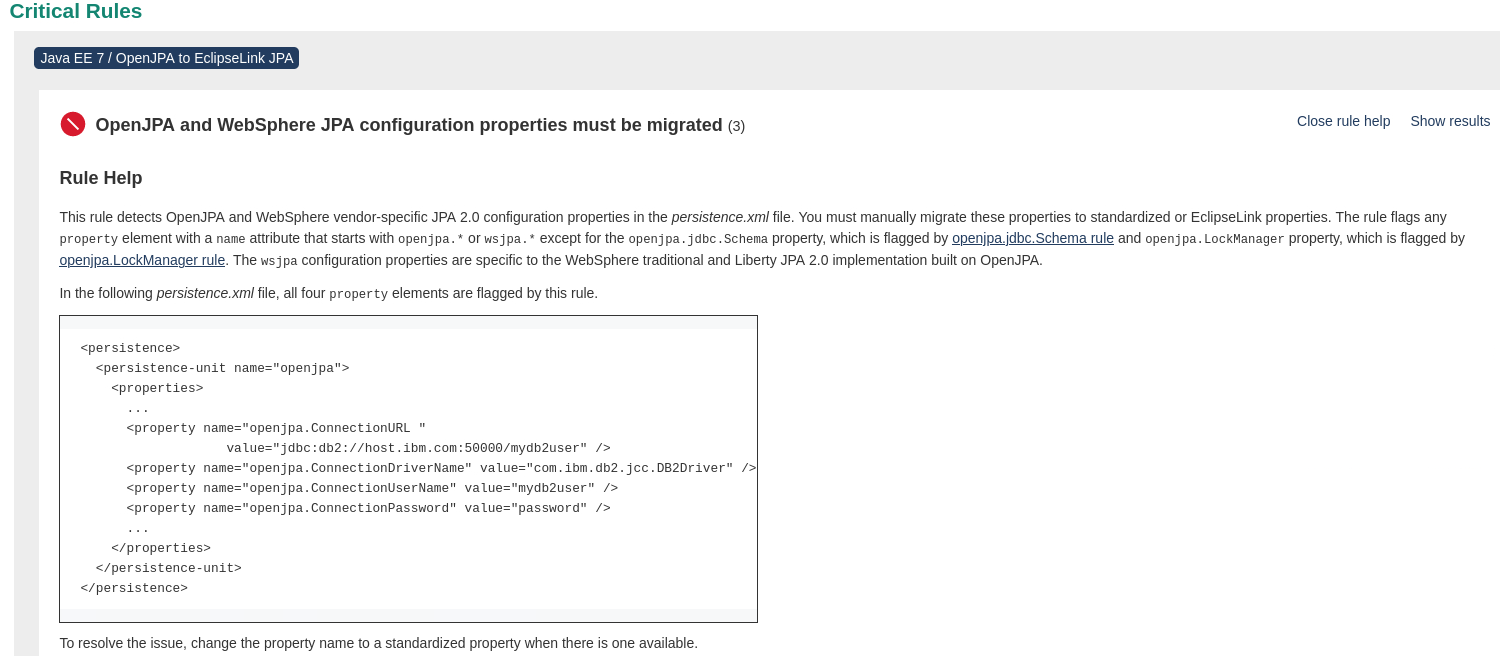 Critical Rules
Java EE 7 / OpenJPA to EclipseLink JPA
OpenJPA and WebSphere JPA configuration properties must be migrated (3)
Close rule help Show results
Rule Help
This rule detects OpenJPA and WebSphere vendor-specific JPA 2.0 configuration properties in the persistence.xml file. You must manually migrate these properties to standardized or EclipseLink properties. The rule flags any
property element with a name attribute that starts with openjpa.* or wsjpa.* except for the openjpa.jdbc.Schema property, which is flagged by openjpa.jdbc.Schema rule and openjpa.LockManager property, which is flagged by
openjpa.LockManager rule. The wsjpa configuration properties are specific to the WebSphere traditional and Liberty JPA 2.0 implementation built on OpenJPA.
In the following persistence.xml file, all four property elements are flagged by this rule.
<persistence>
  <persistence-unit name="openjpa">
    <properties>
      ...
      <property name="openjpa.ConnectionURL "
                   value="jdbc:db2://host.ibm.com:50000/mydb2user" />
      <property name="openjpa.ConnectionDriverName" value="com.ibm.db2.jcc.DB2Driver" />
      <property name="openjpa.ConnectionUserName" value="mydb2user" />
      <property name="openjpa.ConnectionPassword" value="password" />
      ...
    </properties>
  </persistence-unit>
</persistence>
To resolve the issue, change the property name to a standardized property when there is one available.